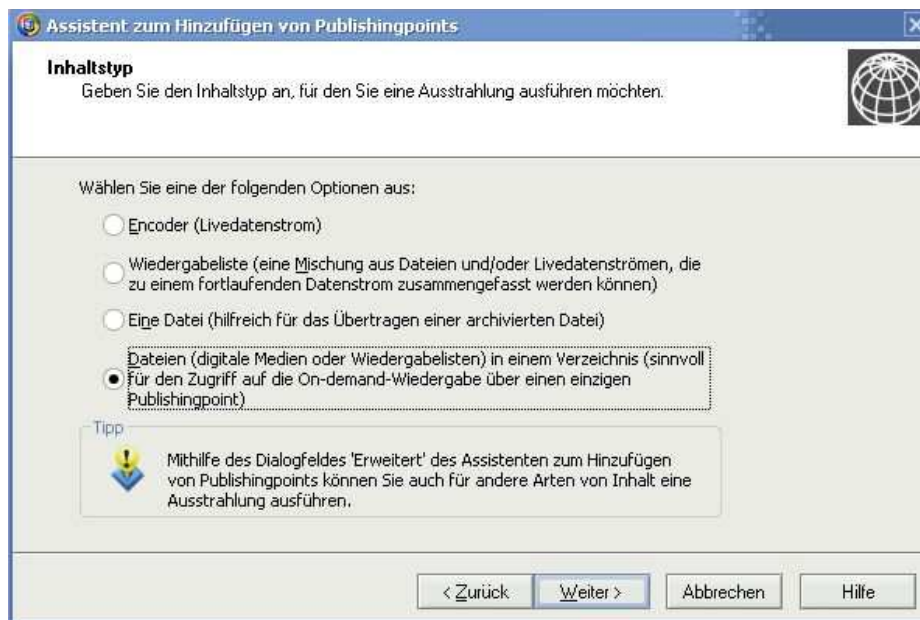 Assistent zum Hinzufügen von Publishingpoints
Inhaltstyp
Geben Sie den Inhaltstyp an, für den Sie eine Ausstrahlung ausführen möchten.
Wählen Sie eine der folgenden Optionen aus:
Encoder (Livedatenstrom)
Wiedergabeliste (eine Mischung aus Dateien und/oder Livedatenströmen, die
zu einem fortlaufenden Datenstrom zusammengefasst werden können)
Eine Datei (hilfreich für das Übertragen einer archivierten Datei)
Dateien (digitale Medien oder Wiedergabelisten) in einem Verzeichnis (sinnvoll
für den Zugriff auf die On-demand-Wiedergabe über einen einzigen
Publishingpoint)
Tipp
Mithilfe des Dialogfeldes 'Erweitert' des Assistenten zum Hinzufügen
von Publishingpoints können Sie auch für andere Arten von Inhalt eine
Ausstrahlung ausführen.
< Zurück Weiter > Abbrechen Hilfe